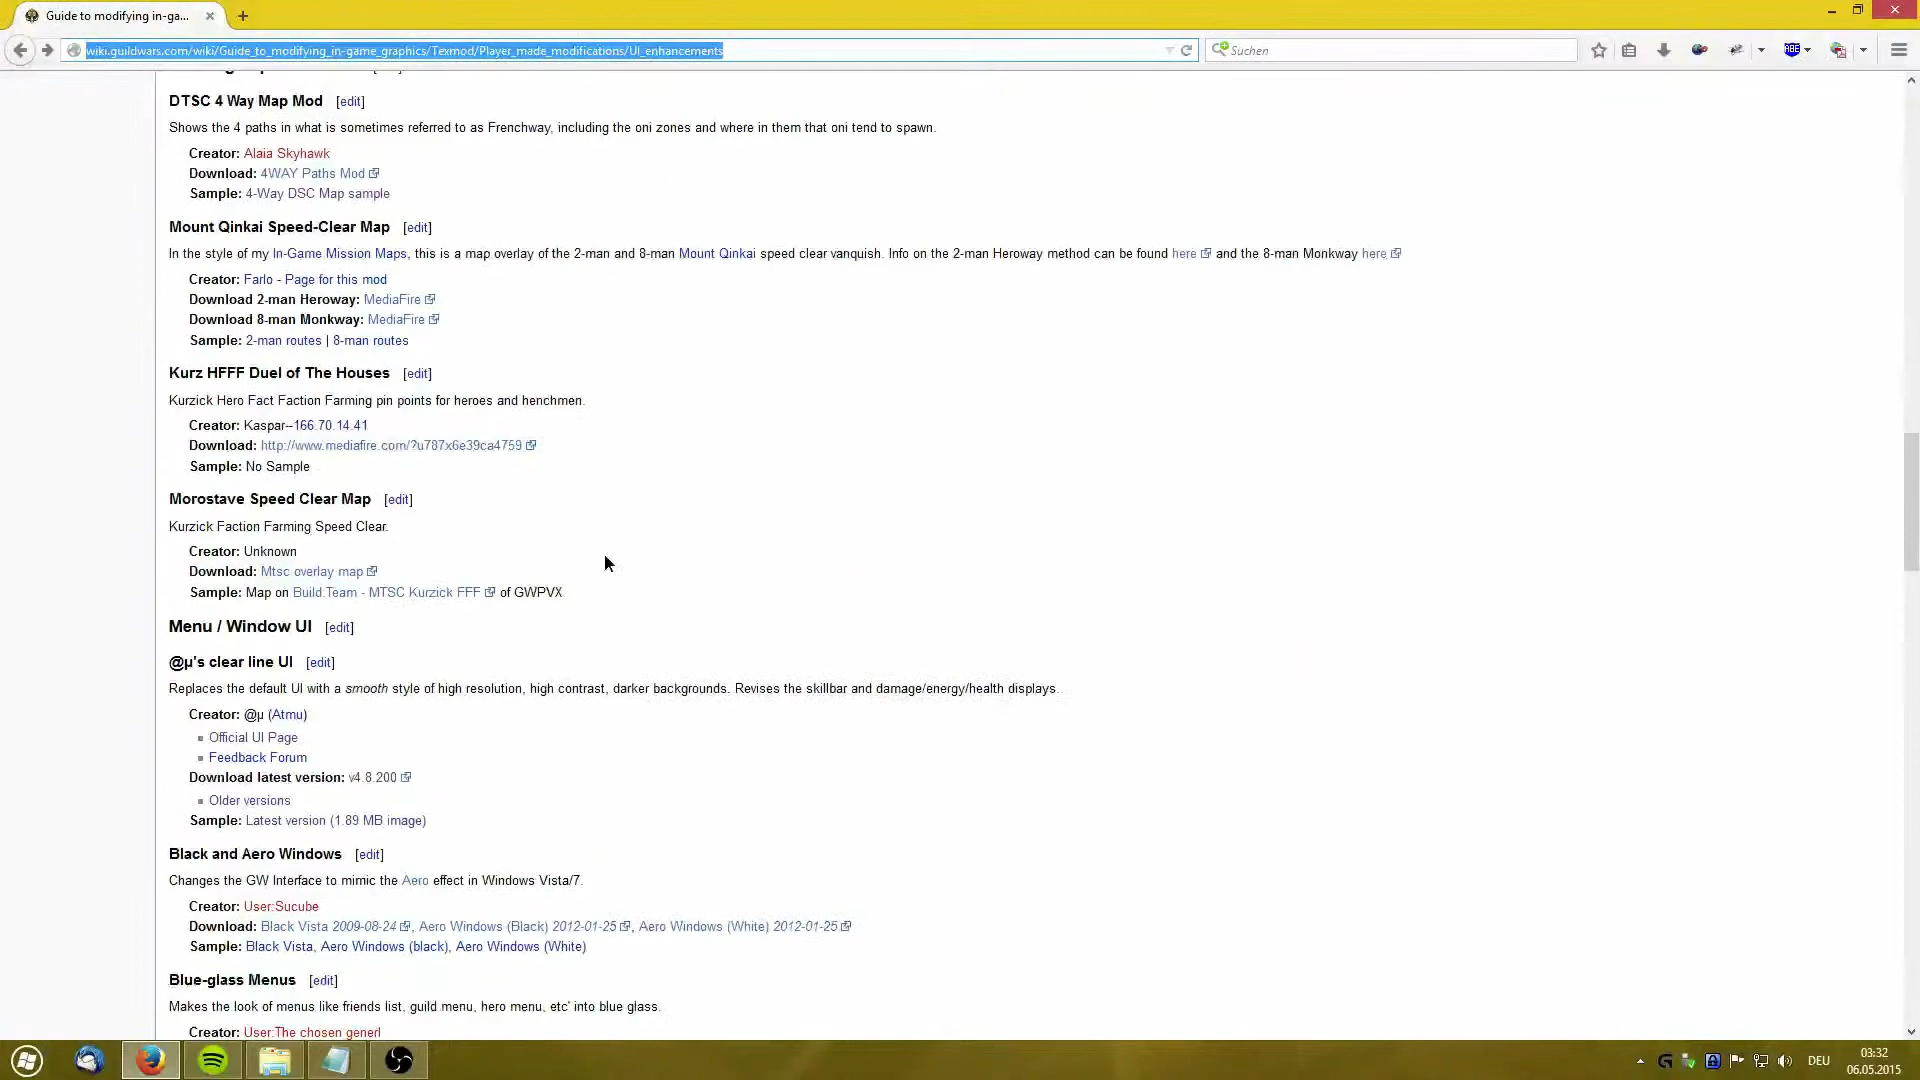 Guide to modifying in-ga...
wiki.guildwars.com/wiki/Guide_to_modifying_in-game_graphics/Texmod/Player_made_modifications/UI_enhancements
Suchen
ABE
DTSC 4 Way Map Mod [edit]
Shows the 4 paths in what is sometimes referred to as Frenchway, including the oni zones and where in them that oni tend to spawn.
Creator: Alaia Skyhawk
Download: 4WAY Paths Mod
Sample: 4-Way DSC Map sample
Mount Qinkai Speed-Clear Map [edit]
In the style of my In-Game Mission Maps, this is a map overlay of the 2-man and 8-man Mount Qinkai speed clear vanquish. Info on the 2-man Heroway method can be found here and the 8-man Monkway here
Creator: Farlo - Page for this mod
Download 2-man Heroway: MediaFire
Download 8-man Monkway: MediaFire
Sample: 2-man routes | 8-man routes
Kurz HFFF Duel of The Houses [edit]
Kurzick Hero Fact Faction Farming pin points for heroes and henchmen.
Creator: Kaspar--166.70.14.41
Download: http://www.mediafire.com/?u787x6e39ca4759
Sample: No Sample
Morostave Speed Clear Map [edit]
Kurzick Faction Farming Speed Clear.
Creator: Unknown
Download: Mtsc overlay map
Sample: Map on Build:Team - MTSC Kurzick FFF of GWPVX
Menu / Window UI [edit]
@µ's clear line UI [edit]
Replaces the default UI with a smooth style of high resolution, high contrast, darker backgrounds. Revises the skillbar and damage/energy/health displays.
Creator: @µ (Atmu)
Official UI Page
Feedback Forum
Download latest version: v4.8.200
Older versions
Sample: Latest version (1.89 MB image)
Black and Aero Windows [edit]
Changes the GW Interface to mimic the Aero effect in Windows Vista/7.
Creator: User:Sucube
Download: Black Vista 2009-08-24, Aero Windows (Black) 2012-01-25, Aero Windows (White) 2012-01-25
Sample: Black Vista, Aero Windows (black), Aero Windows (White)
Blue-glass Menus [edit]
Makes the look of menus like friends list, guild menu, hero menu, etc' into blue glass.
Creator: User:The chosen generl
DEU
03:32
06.05.2015